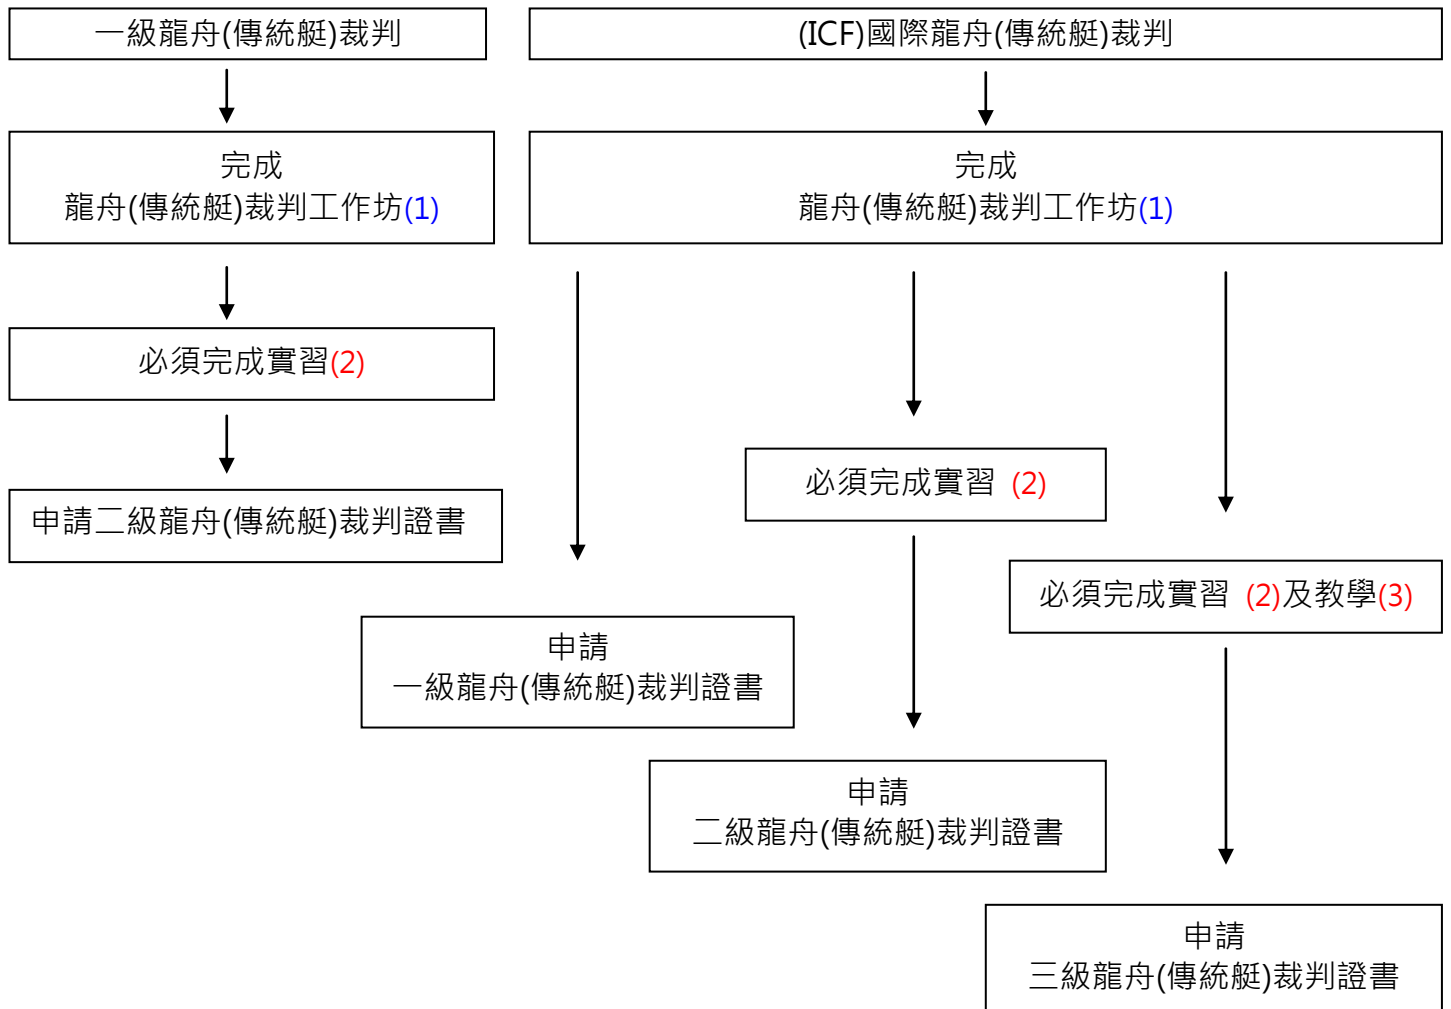 一級龍舟(傳統艇)裁判
(ICF)國際龍舟(傳統艇)裁判
完成
龍舟(傳統艇)裁判工作坊(1)
完成
龍舟(傳統艇)裁判工作坊(1)
必須完成實習(2)
申請二級龍舟(傳統艇)裁判證書
必須完成實習 (2)
必須完成實習 (2)及教學(3)
申請
一級龍舟(傳統艇)裁判證書
申請
二級龍舟(傳統艇)裁判證書
申請
三級龍舟(傳統艇)裁判證書